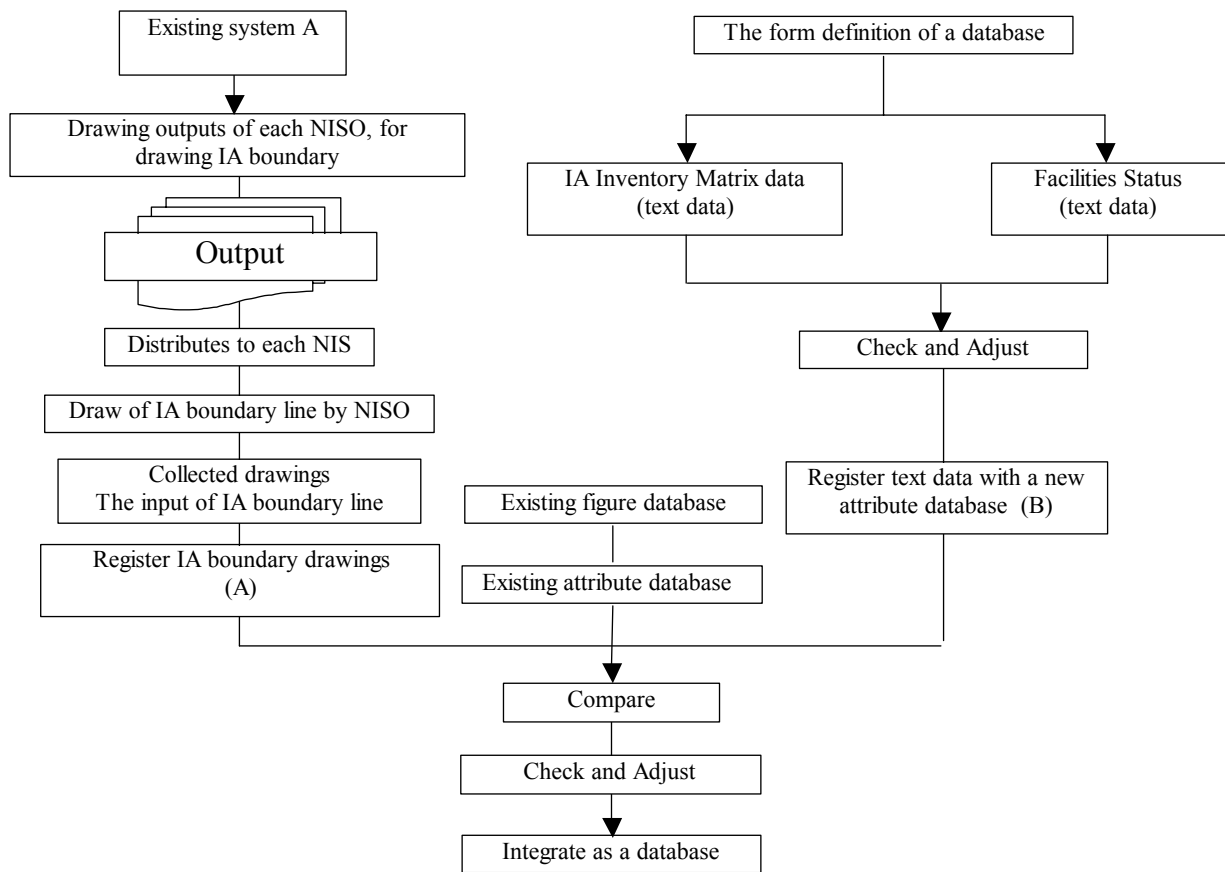 Existing system A
Drawing outputs of each NISO, for
drawing IA boundary
Output
Distributes to each NIS
Draw of IA boundary line by NISO
Collected drawings
The input of IA boundary line
Register IA boundary drawings
(A)
The form definition of a database
IA Inventory Matrix data
(text data)
Facilities Status
(text data)
Check and Adjust
Register text data with a new
attribute database (B)
Existing figure database
Existing attribute database
Compare
Check and Adjust
Integrate as a database